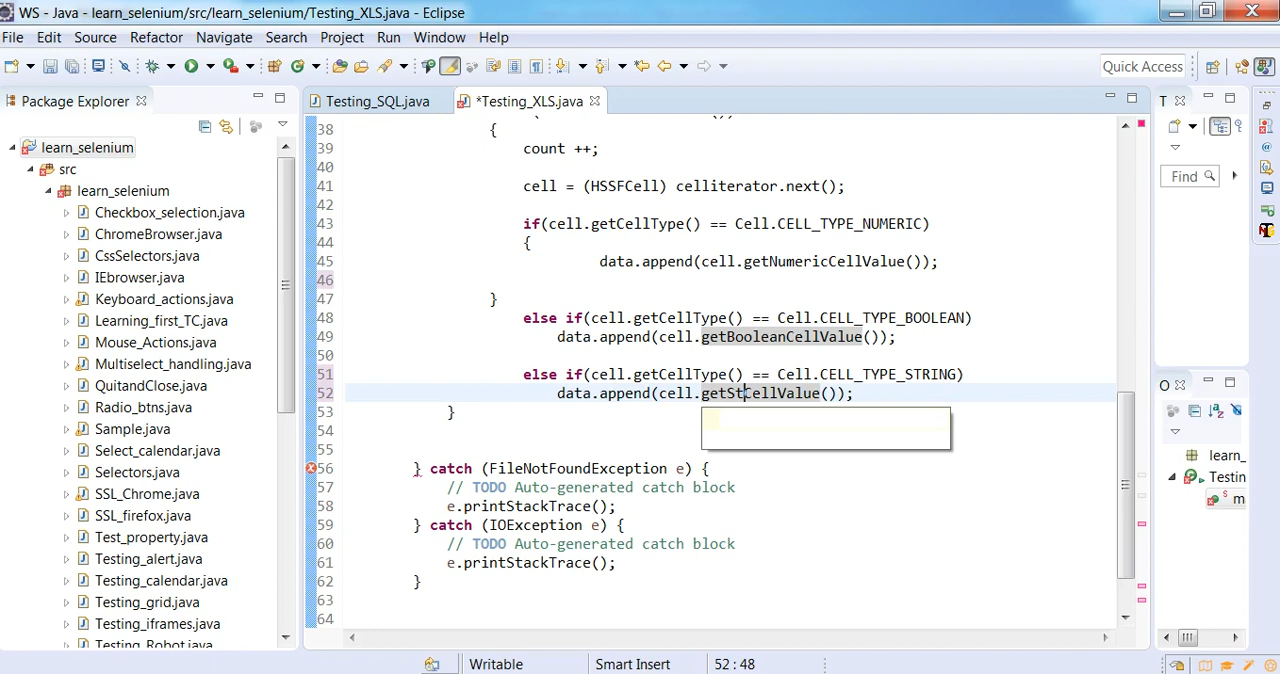 WS - Java - learn_selenium/src/learn_selenium/Testing_XLS.java - Eclipse
File Edit Source Refactor Navigate Search Project Run Window Help
Quick Access
Package Explorer
Testing_SQL.java
*Testing_XLS.java
T
learn_selenium
src
learn_selenium
Checkbox_selection.java
ChromeBrowser.java
CssSelectors.java
IEbrowser.java
Keyboard_actions.java
Learning_first_TC.java
Mouse_Actions.java
Multiselect_handling.java
QuitandClose.java
Radio_btns.java
Sample.java
Select_calendar.java
Selectors.java
SSL_Chrome.java
SSL_firefox.java
Test_property.java
Testing_alert.java
Testing_calendar.java
Testing_grid.java
Testing_iframes.java
Testing_Robot.java
38 {
39 count ++;
40
41 cell = (HSSFCell) celliterator.next();
42
43 if(cell.getCellType() == Cell.CELL_TYPE_NUMERIC)
44 {
45 data.append(cell.getNumericCellValue());
46
47 }
48 else if(cell.getCellType() == Cell.CELL_TYPE_BOOLEAN)
49 data.append(cell.getBooleanCellValue());
50
51 else if(cell.getCellType() == Cell.CELL_TYPE_STRING)
52 data.append(cell.getStCellValue());
53 }
54
55
56 } catch (FileNotFoundException e) {
57 // TODO Auto-generated catch block
58 e.printStackTrace();
59 } catch (IOException e) {
60 // TODO Auto-generated catch block
61 e.printStackTrace();
62 }
63
64
Find
O
learn_
Testin
m
Writable
Smart Insert
52 : 48